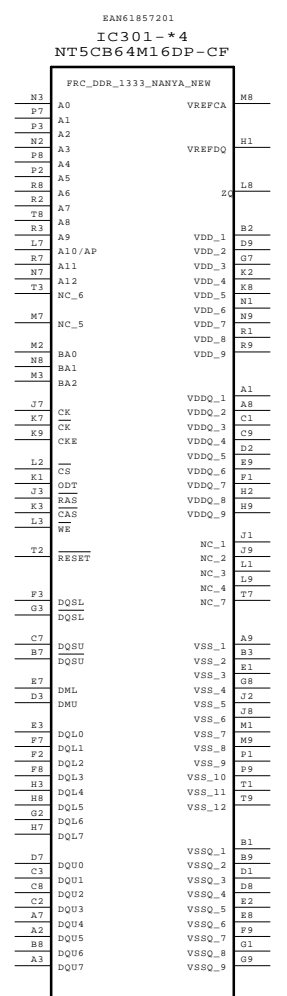 EAN61857201
IC301-*4
NT5CB64M16DP-CF
FRC_DDR_1333_NANYA_NEW
N3 A0
P7 A1
P3 A2
N2 A3
P8 A4
P2 A5
R8 A6
R2 A7
T8 A8
R3 A9
L7 A10/AP
R7 A11
N7 A12
T3 NC_6
M7 NC_5
M2 BA0
N8 BA1
M3 BA2
J7 CK
K7 CK
K9 CKE
L2 CS
K1 ODT
J3 RAS
K3 CAS
L3 WE
T2 RESET
F3 DQSL
G3 DQSL
C7 DQSU
B7 DQSU
E7 DML
D3 DMU
E3 DQL0
F7 DQL1
F2 DQL2
F8 DQL3
H3 DQL4
H8 DQL5
G2 DQL6
H7 DQL7
D7 DQU0
C3 DQU1
C8 DQU2
C2 DQU3
A7 DQU4
A2 DQU5
B8 DQU6
A3 DQU7
VREFCA M8
VREFDQ H1
ZQ L8
VDD_1 B2
VDD_2 D9
VDD_3 G7
VDD_4 K2
VDD_5 K8
VDD_6 N1
VDD_7 N9
VDD_8 R1
VDD_9 R9
VDDQ_1 A1
VDDQ_2 A8
VDDQ_3 C1
VDDQ_4 C9
VDDQ_5 D2
VDDQ_6 E9
VDDQ_7 F1
VDDQ_8 H2
VDDQ_9 H9
NC_1 J1
NC_2 J9
NC_3 L1
NC_4 L9
NC_7 T7
VSS_1 A9
VSS_2 B3
VSS_3 E1
VSS_4 G8
VSS_5 J2
VSS_6 J8
VSS_7 M1
VSS_8 M9
VSS_9 P1
VSS_10 P9
VSS_11 T1
VSS_12 T9
VSSQ_1 B1
VSSQ_2 B9
VSSQ_3 D1
VSSQ_4 D8
VSSQ_5 E2
VSSQ_6 E8
VSSQ_7 F9
VSSQ_8 G1
VSSQ_9 G9